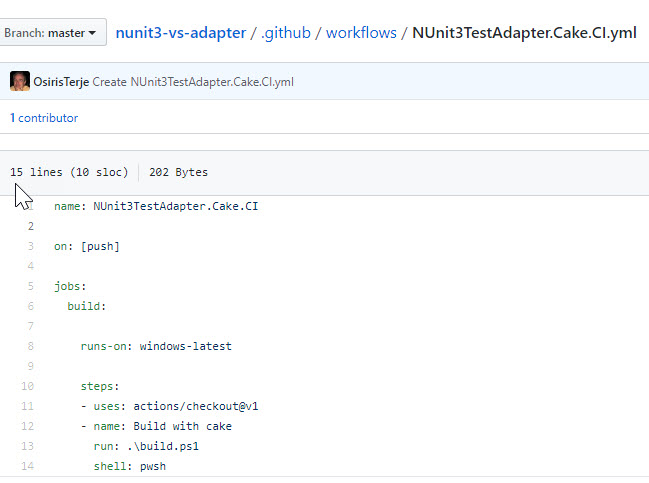 Branch: master nunit3-vs-adapter / .github / workflows / NUnit3TestAdapter.Cake.CI.yml
OsirisTerje Create NUnit3TestAdapter.Cake.CI.yml
1 contributor
15 lines (10 sloc) 202 Bytes
1 name: NUnit3TestAdapter.Cake.CI
2
3 on: [push]
4
5 jobs:
6   build:
7
8     runs-on: windows-latest
9
10     steps:
11     - uses: actions/checkout@v1
12     - name: Build with cake
13       run: .\build.ps1
14       shell: pwsh